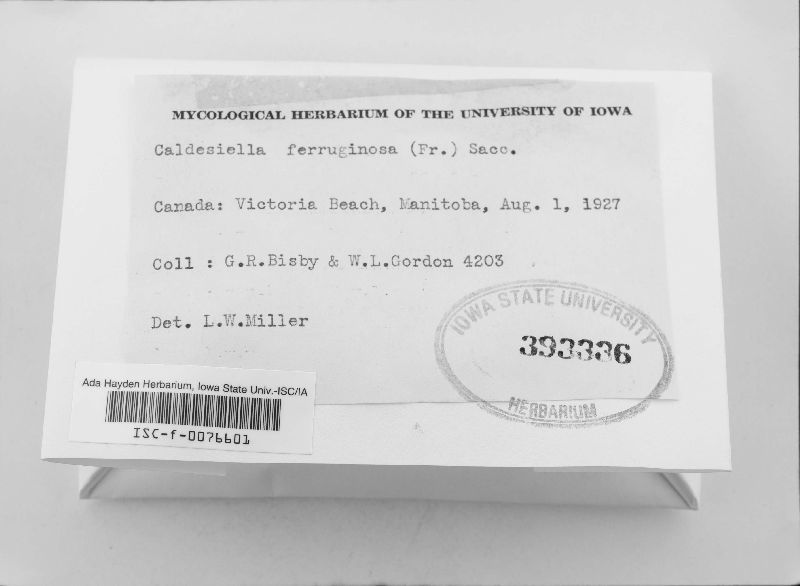 MYCOLOGICAL HERBARIUM OF THE UNIVERSITY OF IOWA
Caldesiella ferruginosa (Fr.) Sacc.
Canada: Victoria Beach, Manitoba, Aug. 1, 1927
Coll : G.R.Bisby & W.L.Gordon 4203
Det. L.W.Miller
IOWA STATE UNIVERSITY
393336
HERBARIUM
Ada Hayden Herbarium, Iowa State Univ.-ISC/IA
ISC-f-0076601